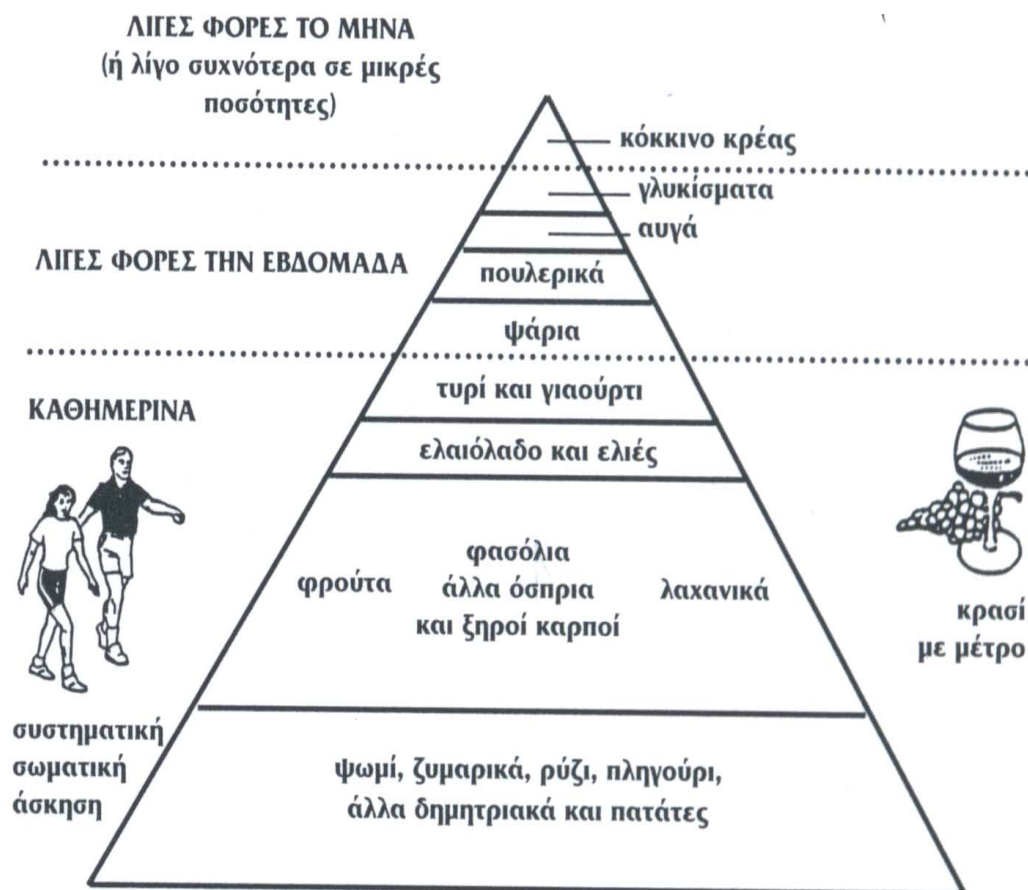 ΛΙΓΕΣ ΦΟΡΕΣ ΤΟ ΜΗΝΑ
(ή λίγο συχνότερα σε μικρές
ποσότητες)
κόκκινο κρέας
γλυκίσματα
αυγά
ΛΙΓΕΣ ΦΟΡΕΣ ΤΗΝ ΕΒΔΟΜΑΔΑ
πουλερικά
ψάρια
τυρί και γιαούρτι
ΚΑΘΗΜΕΡΙΝΑ
ελαιόλαδο και ελιές
φρούτα
φασόλια
άλλα όσπρια
και ξηροί καρποί
λαχανικά
κρασί
με μέτρο
συστηματική
σωματική
άσκηση
ψωμί, ζυμαρικά, ρύζι, πληγούρι,
άλλα δημητριακά και πατάτες